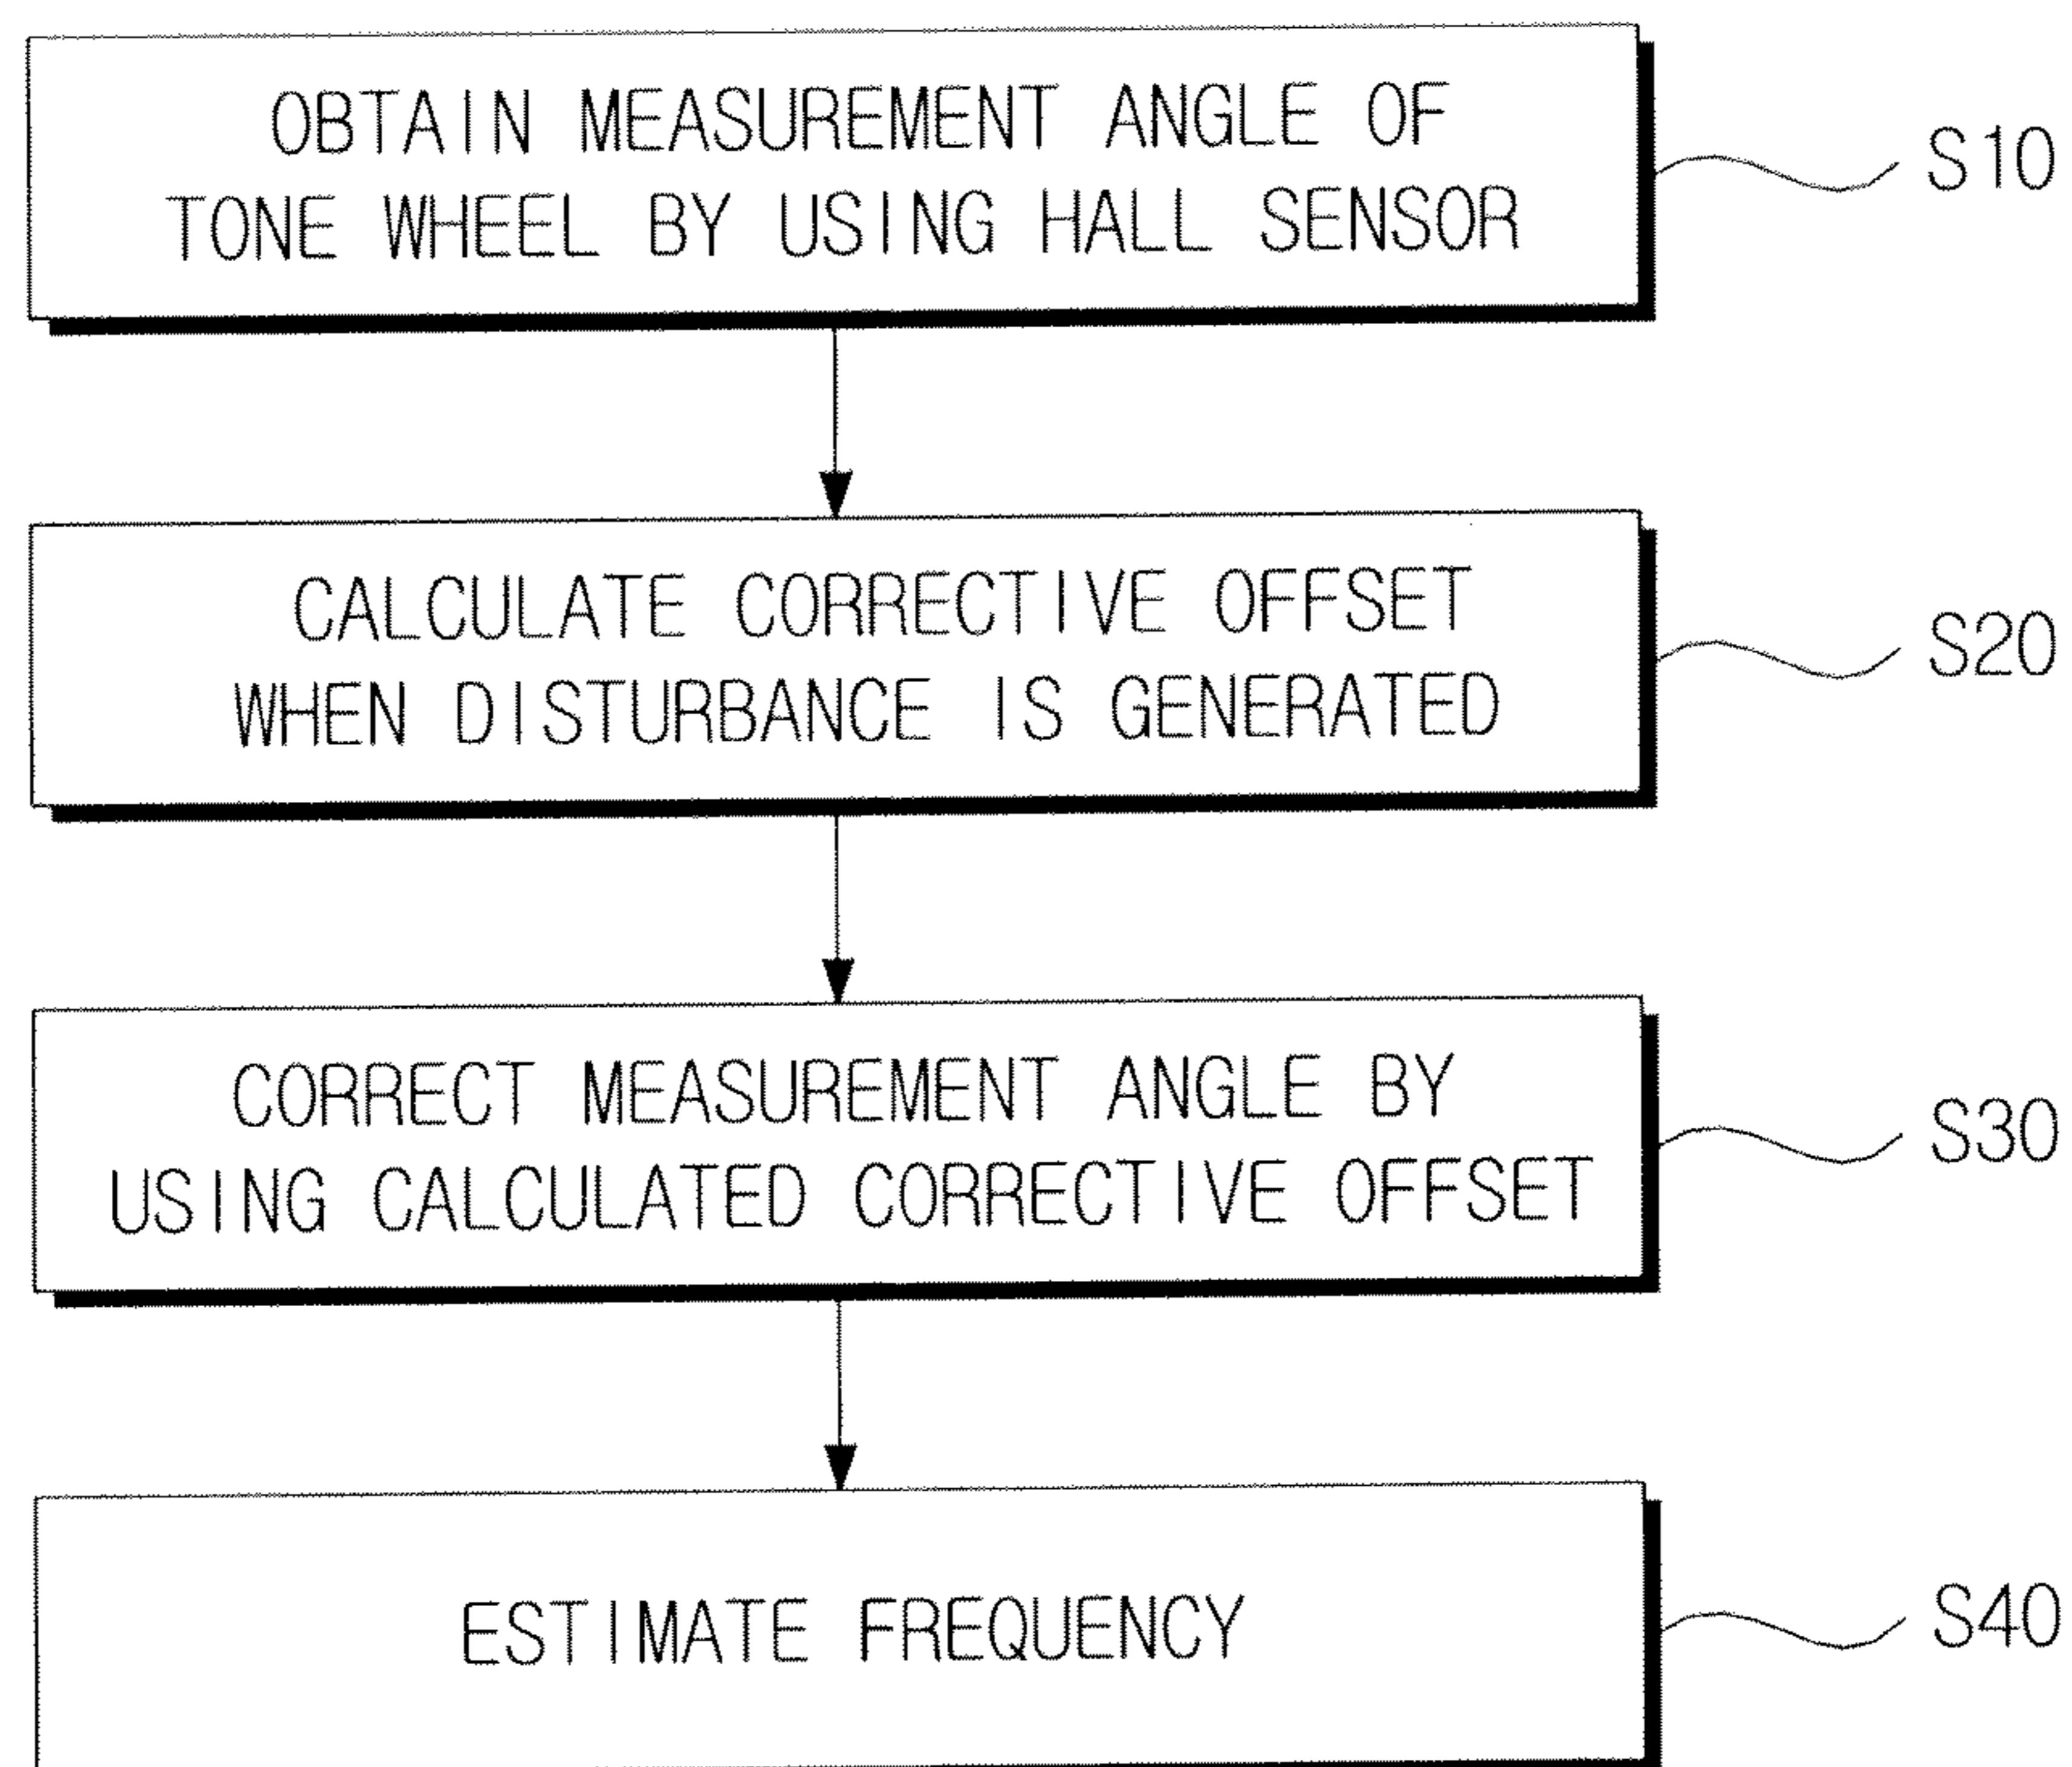 OBTAIN MEASUREMENT ANGLE OF
TONE WHEEL BY USING HALL SENSOR
S10
CALCULATE CORRECTIVE OFFSET
WHEN DISTURBANCE IS GENERATED
S20
CORRECT MEASUREMENT ANGLE BY
USING CALCULATED CORRECTIVE OFFSET
S30
ESTIMATE FREQUENCY
S40